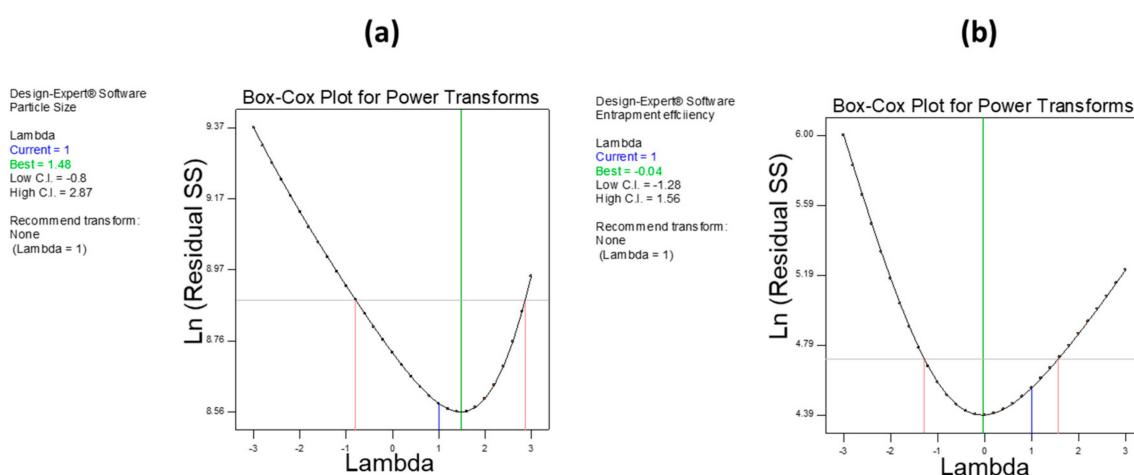 (a)
Design-Expert® Software
Particle Size
Lambda
Current = 1
Best = 1.48
Low C.I. = -0.8
High C.I. = 2.87
Recommend transform:
None
(Lambda = 1)
Box-Cox Plot for Power Transforms
Ln (Residual SS)
9.37
9.17
8.97
8.76
8.56
-3 -2 -1 0 1 2 3
Lambda
(b)
Design-Expert® Software
Entrapment effciiency
Lambda
Current = 1
Best = -0.04
Low C.I. = -1.28
High C.I. = 1.56
Recommend transform:
None
(Lambda = 1)
Box-Cox Plot for Power Transforms
Ln (Residual SS)
6.00
5.59
5.19
4.79
4.39
-3 -2 -1 0 1 2 3
Lambda